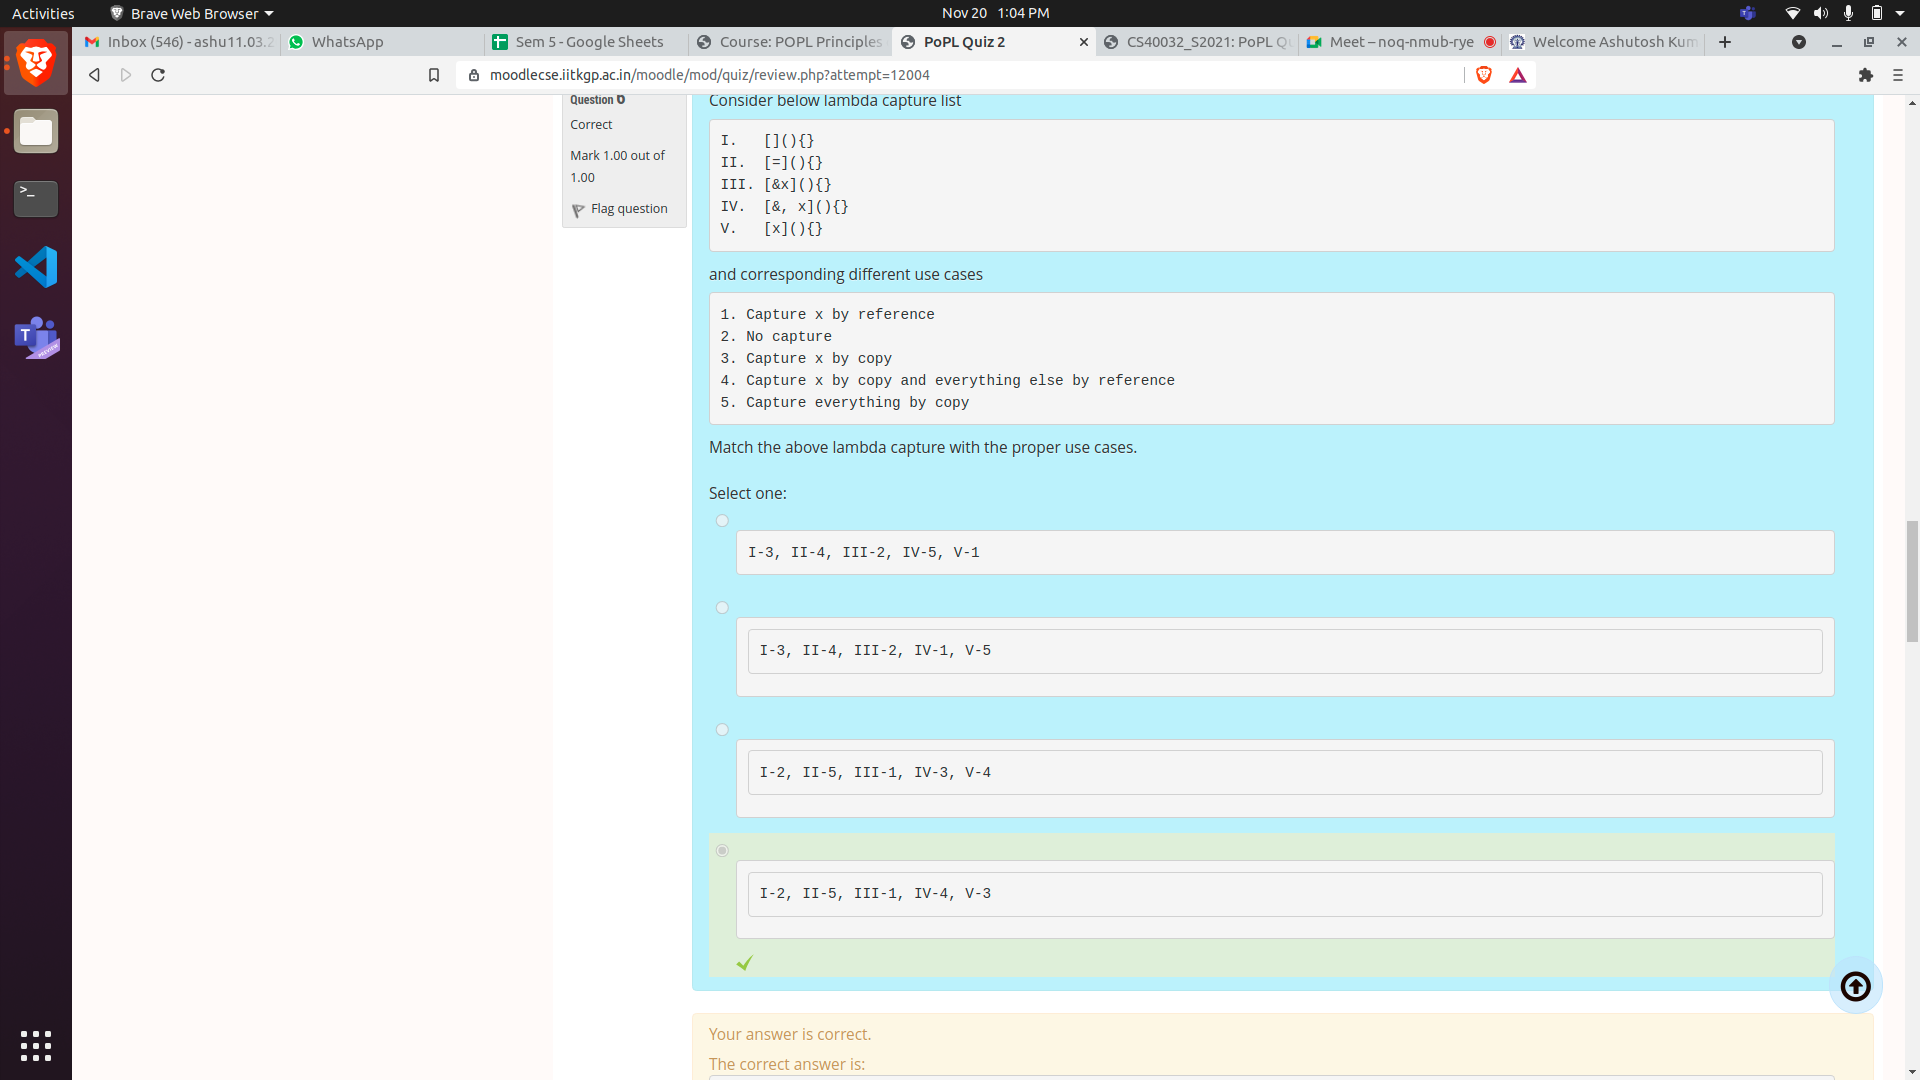 Activities
Brave Web Browser
Nov 20 1:04 PM
Inbox (546) - ashu11.03.2
WhatsApp
Sem 5 - Google Sheets
Course: POPL Principles
PoPL Quiz 2
CS40032_S2021: PoPL Qu
Meet – noq-nmub-rye
Welcome Ashutosh Kum
moodlecse.iitkgp.ac.in/moodle/mod/quiz/review.php?attempt=12004
Question 6
Correct
Mark 1.00 out of
1.00
Flag question
Consider below lambda capture list
I. [](){}
II. [=](){}
III. [&x](){}
IV. [&, x](){}
V. [x](){}
and corresponding different use cases
1. Capture x by reference
2. No capture
3. Capture x by copy
4. Capture x by copy and everything else by reference
5. Capture everything by copy
Match the above lambda capture with the proper use cases.
Select one:
I-3, II-4, III-2, IV-5, V-1
I-3, II-4, III-2, IV-1, V-5
I-2, II-5, III-1, IV-3, V-4
I-2, II-5, III-1, IV-4, V-3
Your answer is correct.
The correct answer is: